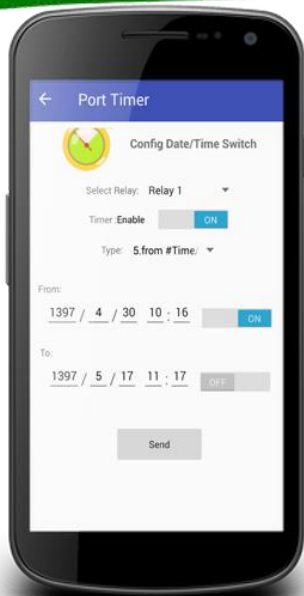 Port Timer
Config Date/Time Switch
Select Relay: Relay 1
Timer :Enable ON
Type: 5.from #Time/
From:
1397 / 4 / 30 10 : 16 ON
To:
1397 / 5 / 17 11 : 17 OFF
Send